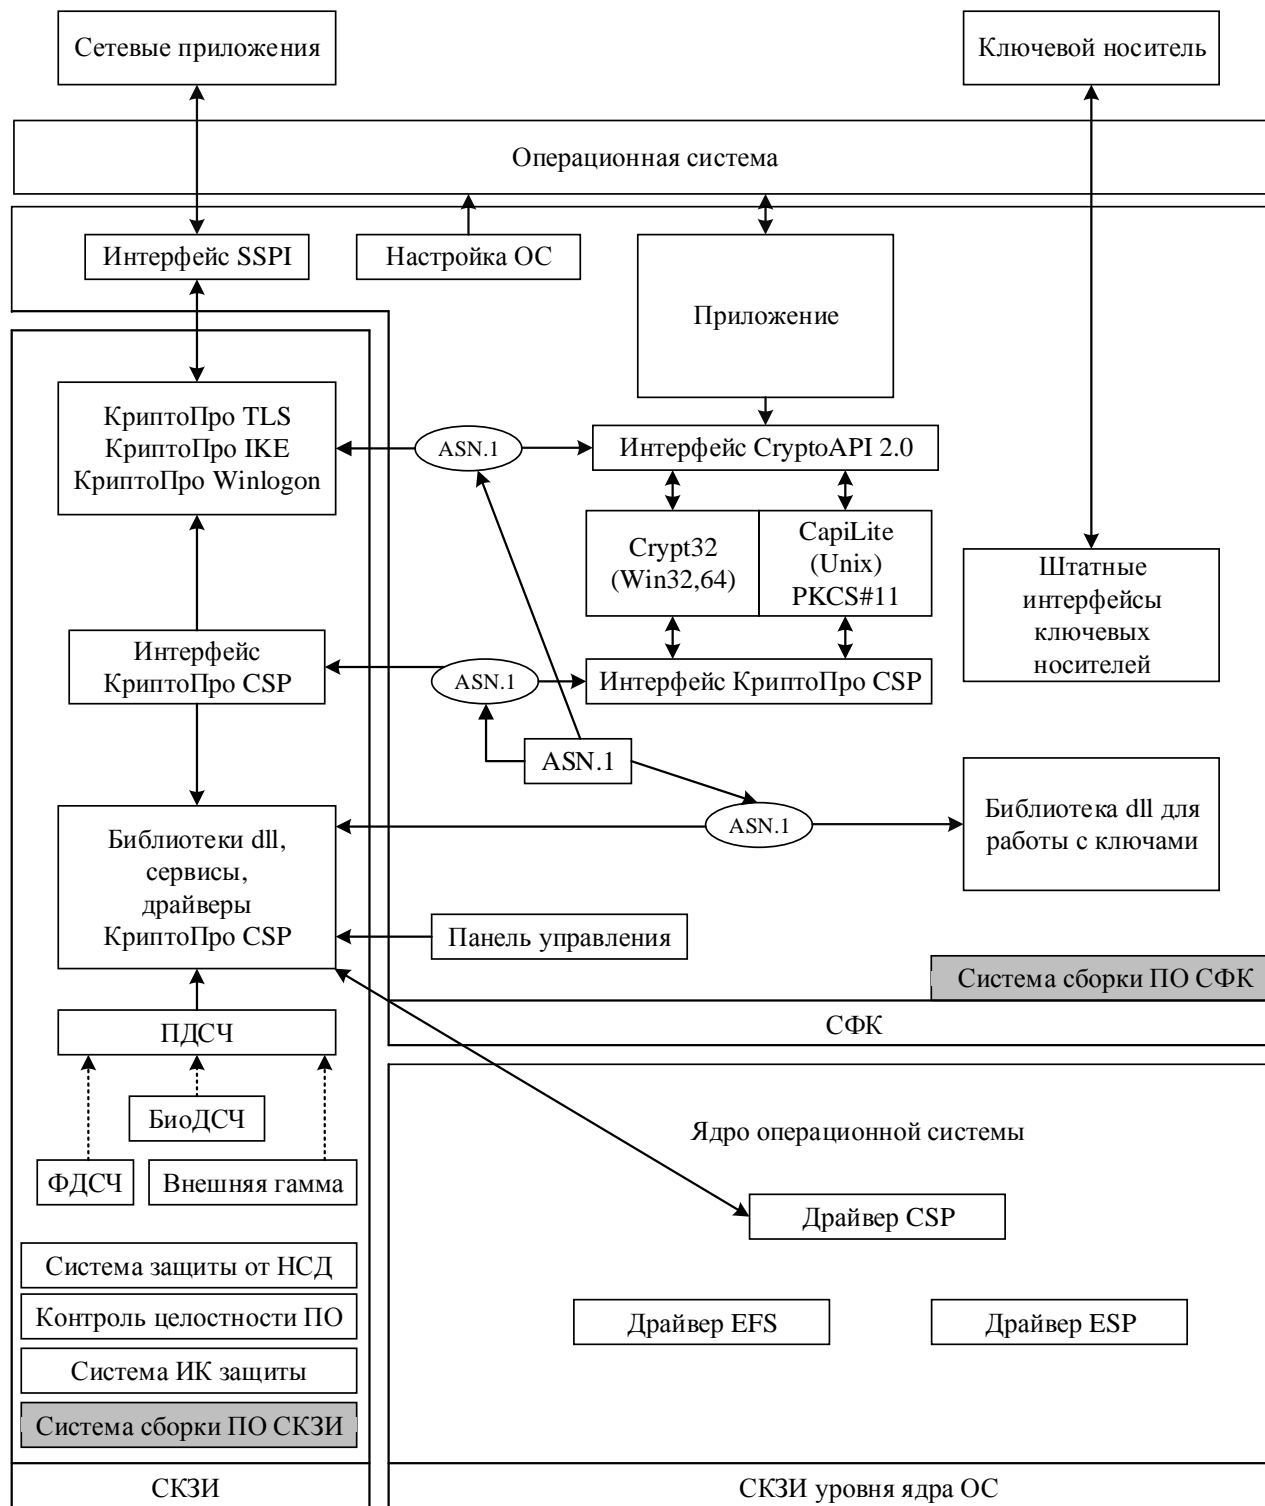 Сетевые приложения
Ключевой носитель
Операционная система
Интерфейс SSPI
Настройка ОС
Приложение
КриптоПро TLS
КриптоПро IKE
КриптоПро Winlogon
ASN.1
Интерфейс CryptoAPI 2.0
Crypt32
(Win32,64)
CapiLite
(Unix)
PKCS#11
Штатные
интерфейсы
ключевых
носителей
Интерфейс
КриптоПро CSP
ASN.1
Интерфейс КриптоПро CSP
ASN.1
Библиотеки dll,
сервисы,
драйверы
КриптоПро CSP
ASN.1
Библиотека dll для
работы с ключами
Панель управления
Система сборки ПО СФК
СФК
ПДСЧ
БиоДСЧ
ФДСЧ
Внешняя гамма
Ядро операционной системы
Драйвер CSP
Драйвер EFS
Драйвер ESP
Система защиты от НСД
Контроль целостности ПО
Система ИК защиты
Система сборки ПО СКЗИ
СКЗИ
СКЗИ уровня ядра ОС